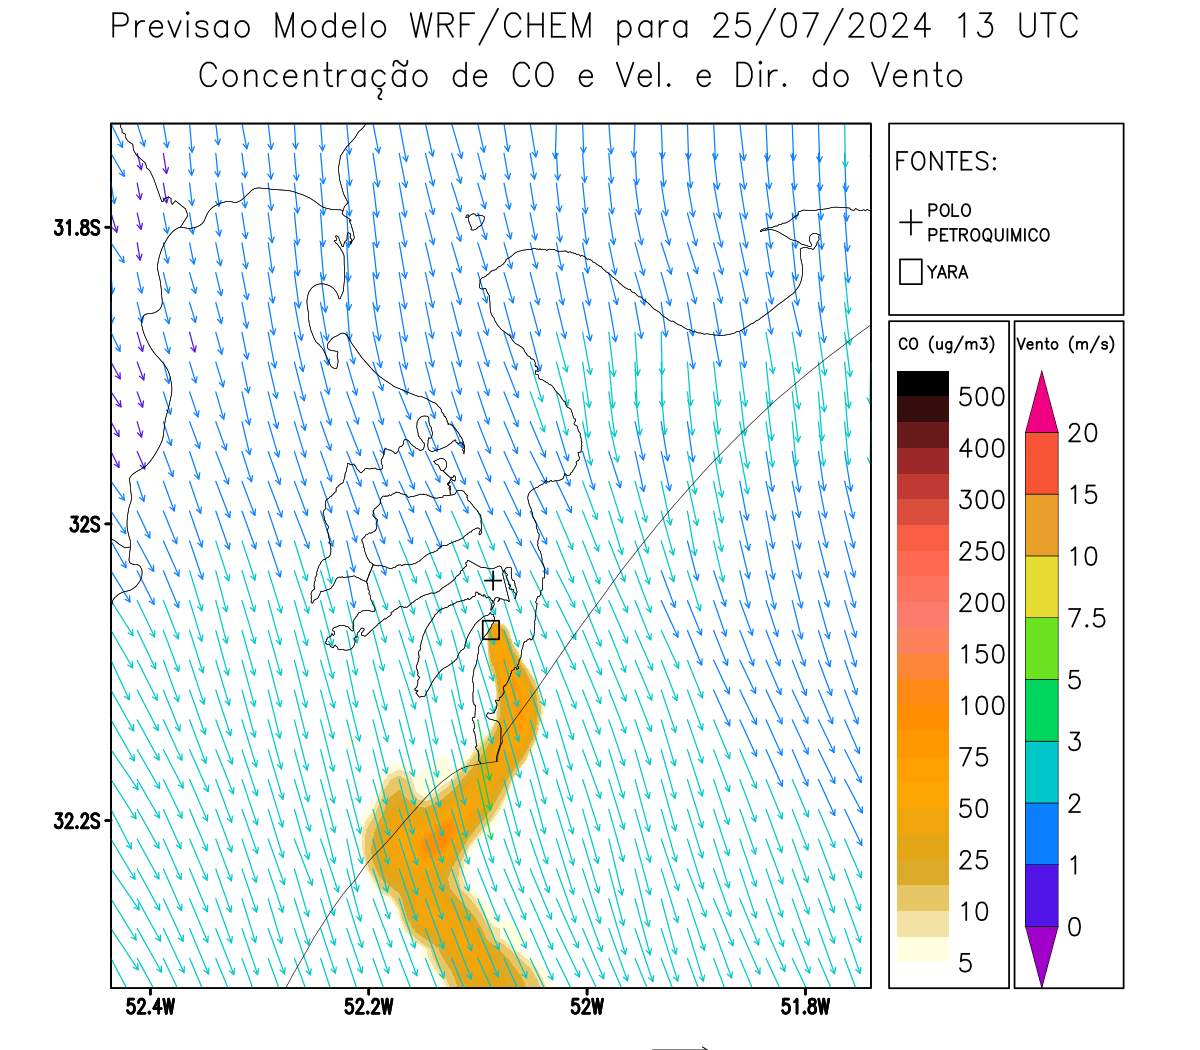 Previsao Modelo WRF/CHEM para 25/07/2024 13 UTC
Concentração de CO e Vel. e Dir. do Vento
FONTES:
POLO
PETROQUIMICO
YARA
CO (ug/m3)
500
400
300
250
200
150
100
75
50
25
10
5
Vento (m/s)
20
15
10
7.5
5
3
2
1
0
31.8S
32S
32.2S
52.4W
52.2W
52W
51.8W